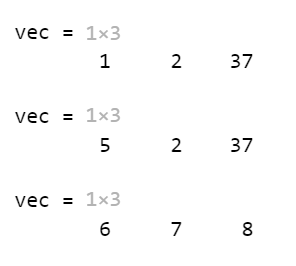 vec = 1×3
1 2 37
vec = 1×3
5 2 37
vec = 1×3
6 7 8